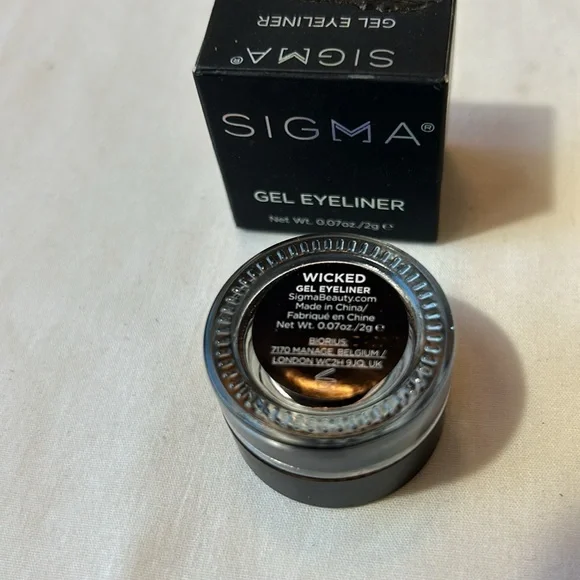 GEL EYELINER
SIGMA®
SIGMA®
GEL EYELINER
Net Wt. 0.07oz./2g ℮
WICKED
GEL EYELINER
SigmaBeauty.com
Made in China/
Fabriqué en Chine
Net Wt. 0.07oz./2g ℮
BIORIUS:
7170 MANAGE, BELGIUM /
LONDON WC2H 9JQ, UK